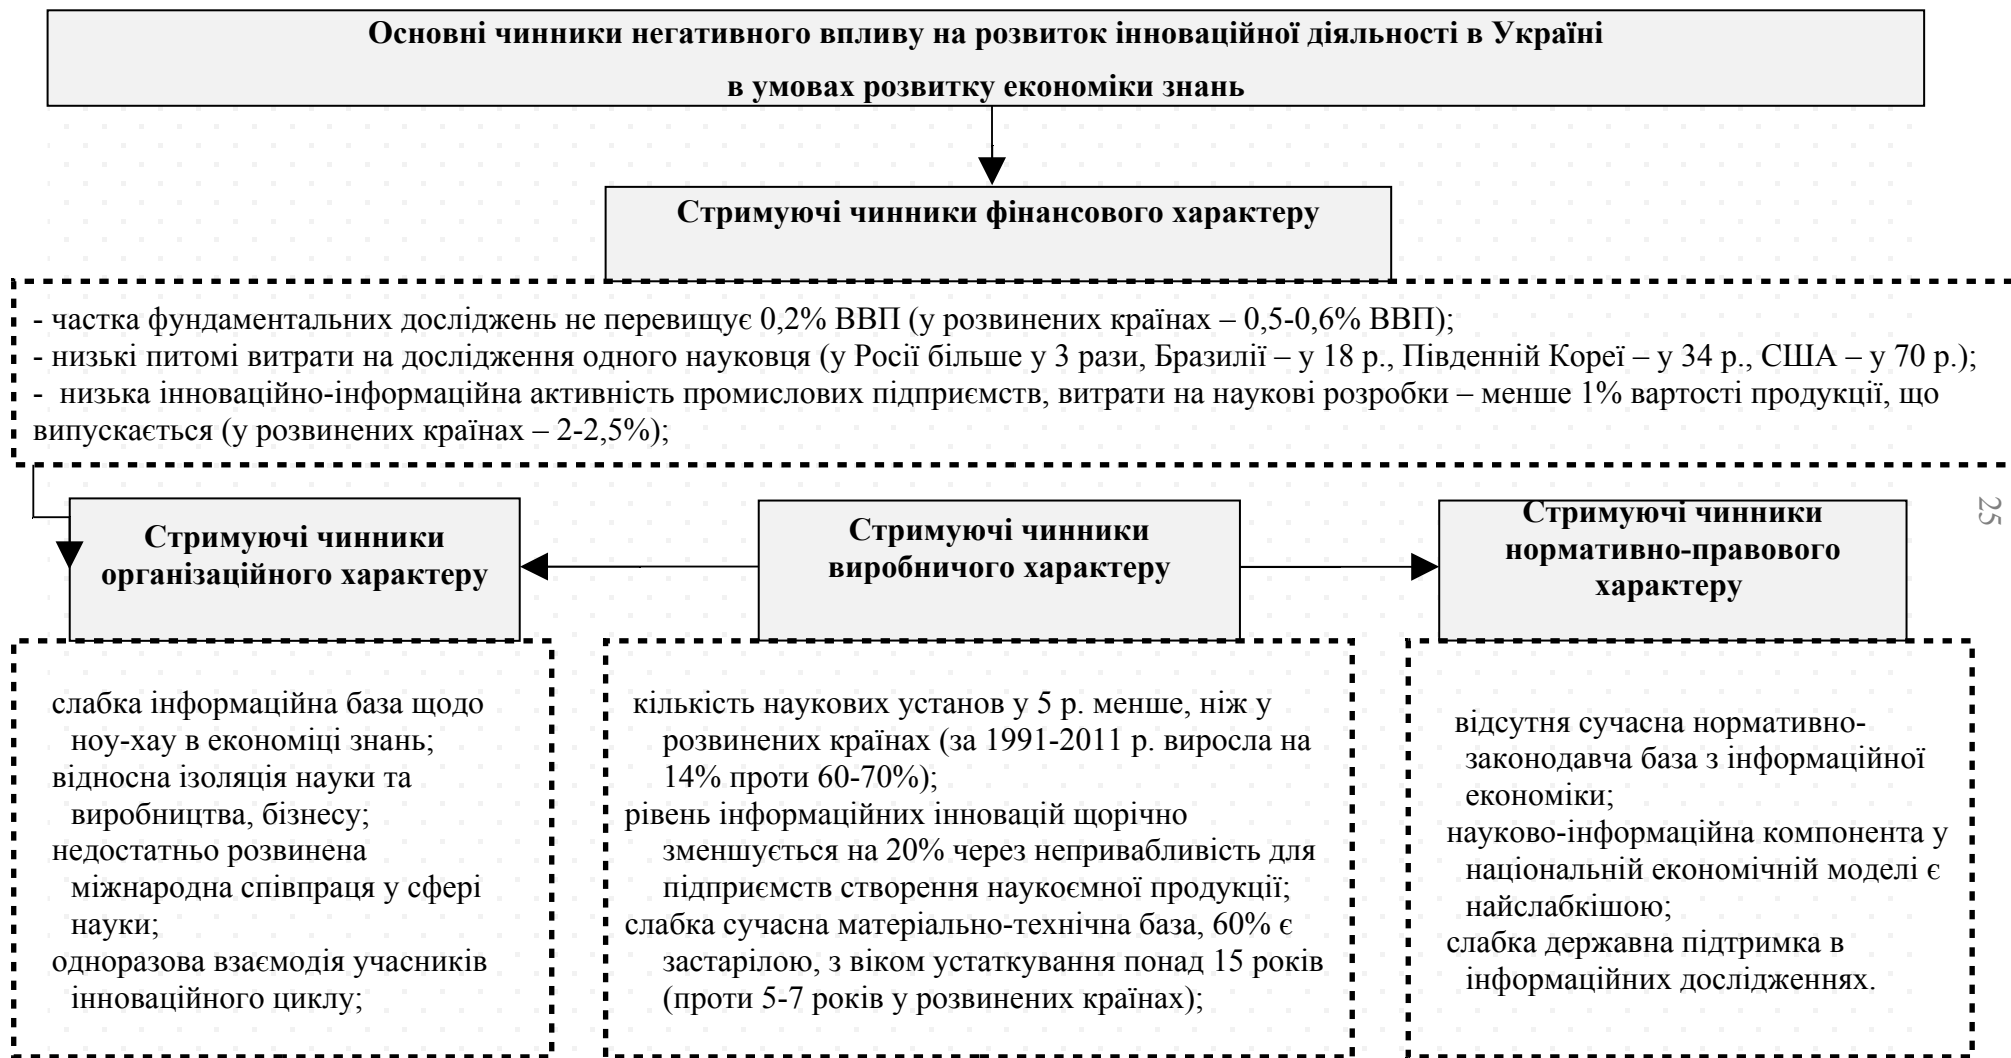 Основні чинники негативного впливу на розвиток інноваційної діяльності в Україні
в умовах розвитку економіки знань
Стримуючі чинники фінансового характеру
- частка фундаментальних досліджень не перевищує 0,2% ВВП (у розвинених країнах – 0,5-0,6% ВВП);
- низькі питомі витрати на дослідження одного науковця (у Росії більше у 3 рази, Бразилії – у 18 р., Південній Кореї – у 34 р., США – у 70 р.);
- низька інноваційно-інформаційна активність промислових підприємств, витрати на наукові розробки – менше 1% вартості продукції, що
випускається (у розвинених країнах – 2-2,5%);
25
Стримуючі чинники
організаційного характеру
слабка інформаційна база щодо
ноу-хау в економіці знань;
відносна ізоляція науки та
виробництва, бізнесу;
недостатньо розвинена
міжнародна співпраця у сфері
науки;
одноразова взаємодія учасників
інноваційного циклу;
Стримуючі чинники
виробничого характеру
кількість наукових установ у 5 р. менше, ніж у
розвинених країнах (за 1991-2011 р. виросла на
14% проти 60-70%);
рівень інформаційних інновацій щорічно
зменшується на 20% через непривабливість для
підприємств створення наукоємної продукції;
слабка сучасна матеріально-технічна база, 60% є
застарілою, з віком устаткування понад 15 років
(проти 5-7 років у розвинених країнах);
Стримуючі чинники
нормативно-правового
характеру
відсутня сучасна нормативно-
законодавча база з інформаційної
економіки;
науково-інформаційна компонента у
національній економічній моделі є
найслабкішою;
слабка державна підтримка в
інформаційних дослідженнях.